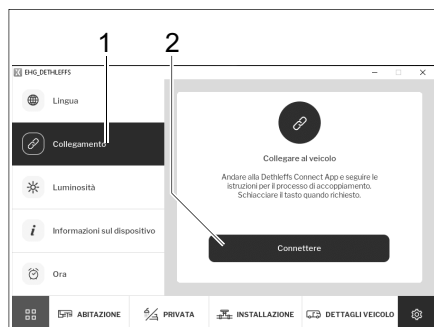 1 2
EHG_DETHLEFFS
Lingua
Collegamento
Luminosità
Informazioni sul dispositivo
Ora
Collegare al veicolo
Andare alla Dethleffs Connect App e seguire le
istruzioni per il processo di accoppiamento.
Schiacciare il tasto quando richiesto.
Connettere
ABITAZIONE PRIVATA INSTALLAZIONE DETTAGLI VEICOLO